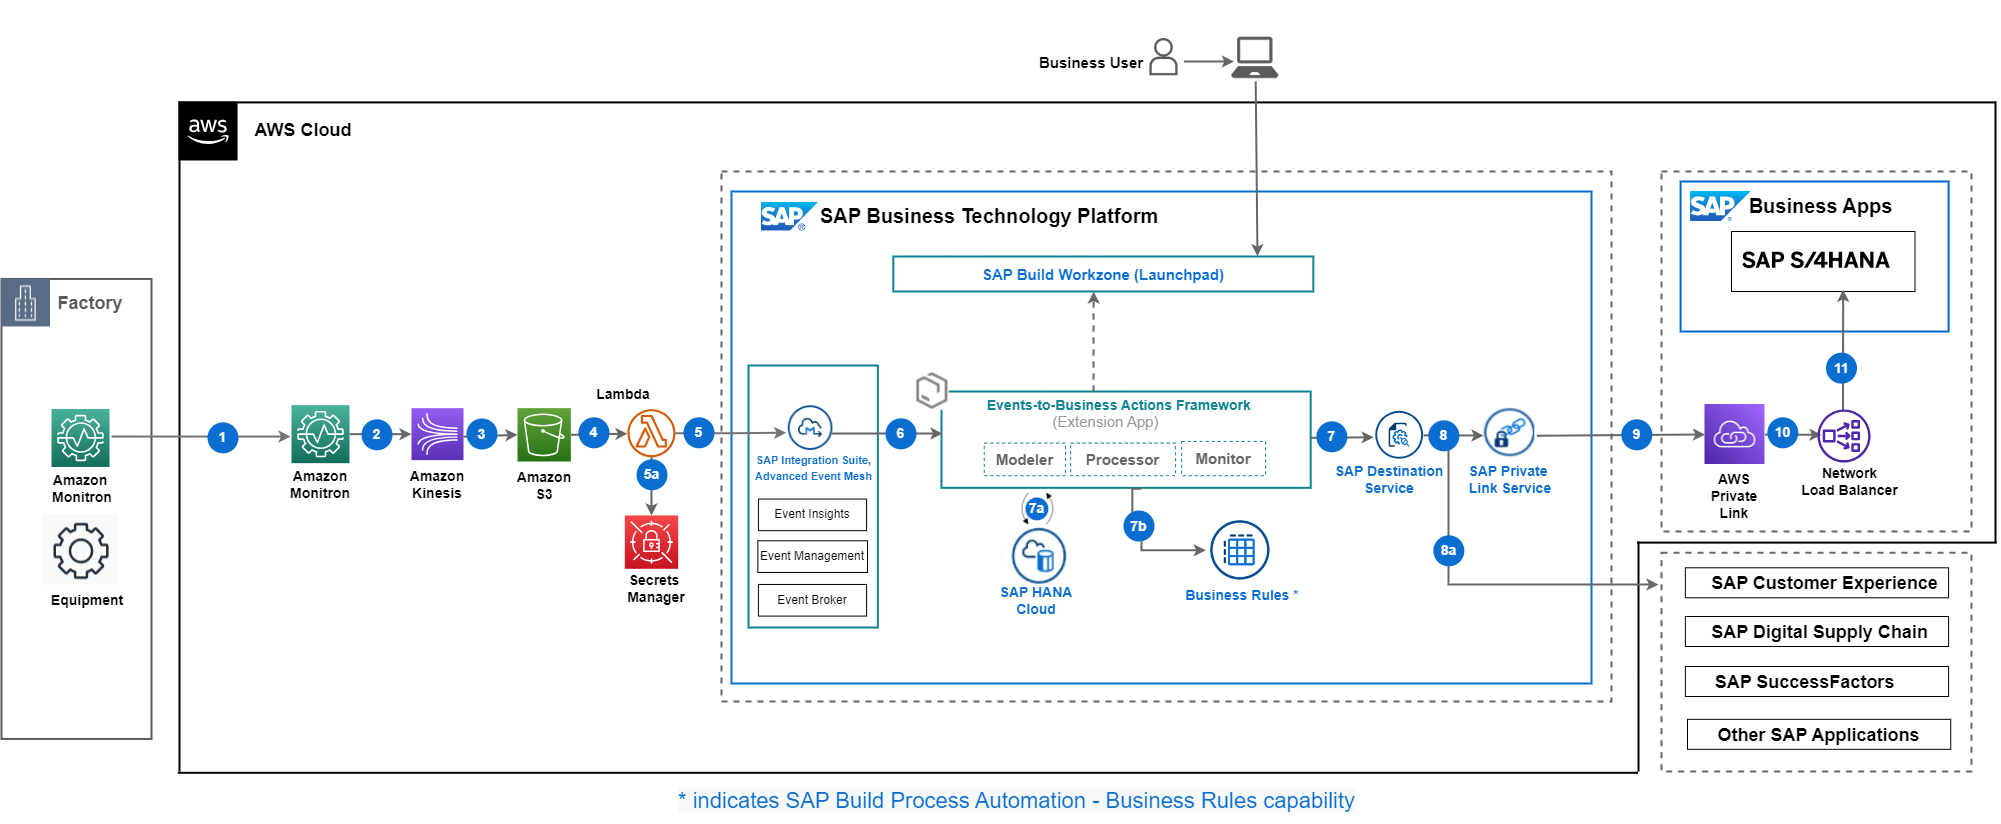 Business User
aws
AWS Cloud
SAP
SAP Business Technology Platform
SAP
Business Apps
SAP S/4HANA
SAP Build Workzone (Launchpad)
Factory
11
Lambda
Events-to-Business Actions Framework
(Extension App)
1
2
3
4
5
6
7
8
9
10
Modeler
Processor
Monitor
SAP Integration Suite,
Advanced Event Mesh
Amazon
Monitron
Amazon
Monitron
Amazon
Kinesis
Amazon
S3
5a
SAP Destination
Service
SAP Private
Link Service
AWS
Private
Link
Network
Load Balancer
Event Insights
7a
7b
Event Management
8a
Equipment
Secrets
Manager
Event Broker
SAP HANA
Cloud
Business Rules *
SAP Customer Experience
SAP Digital Supply Chain
SAP SuccessFactors
Other SAP Applications
* indicates SAP Build Process Automation - Business Rules capability